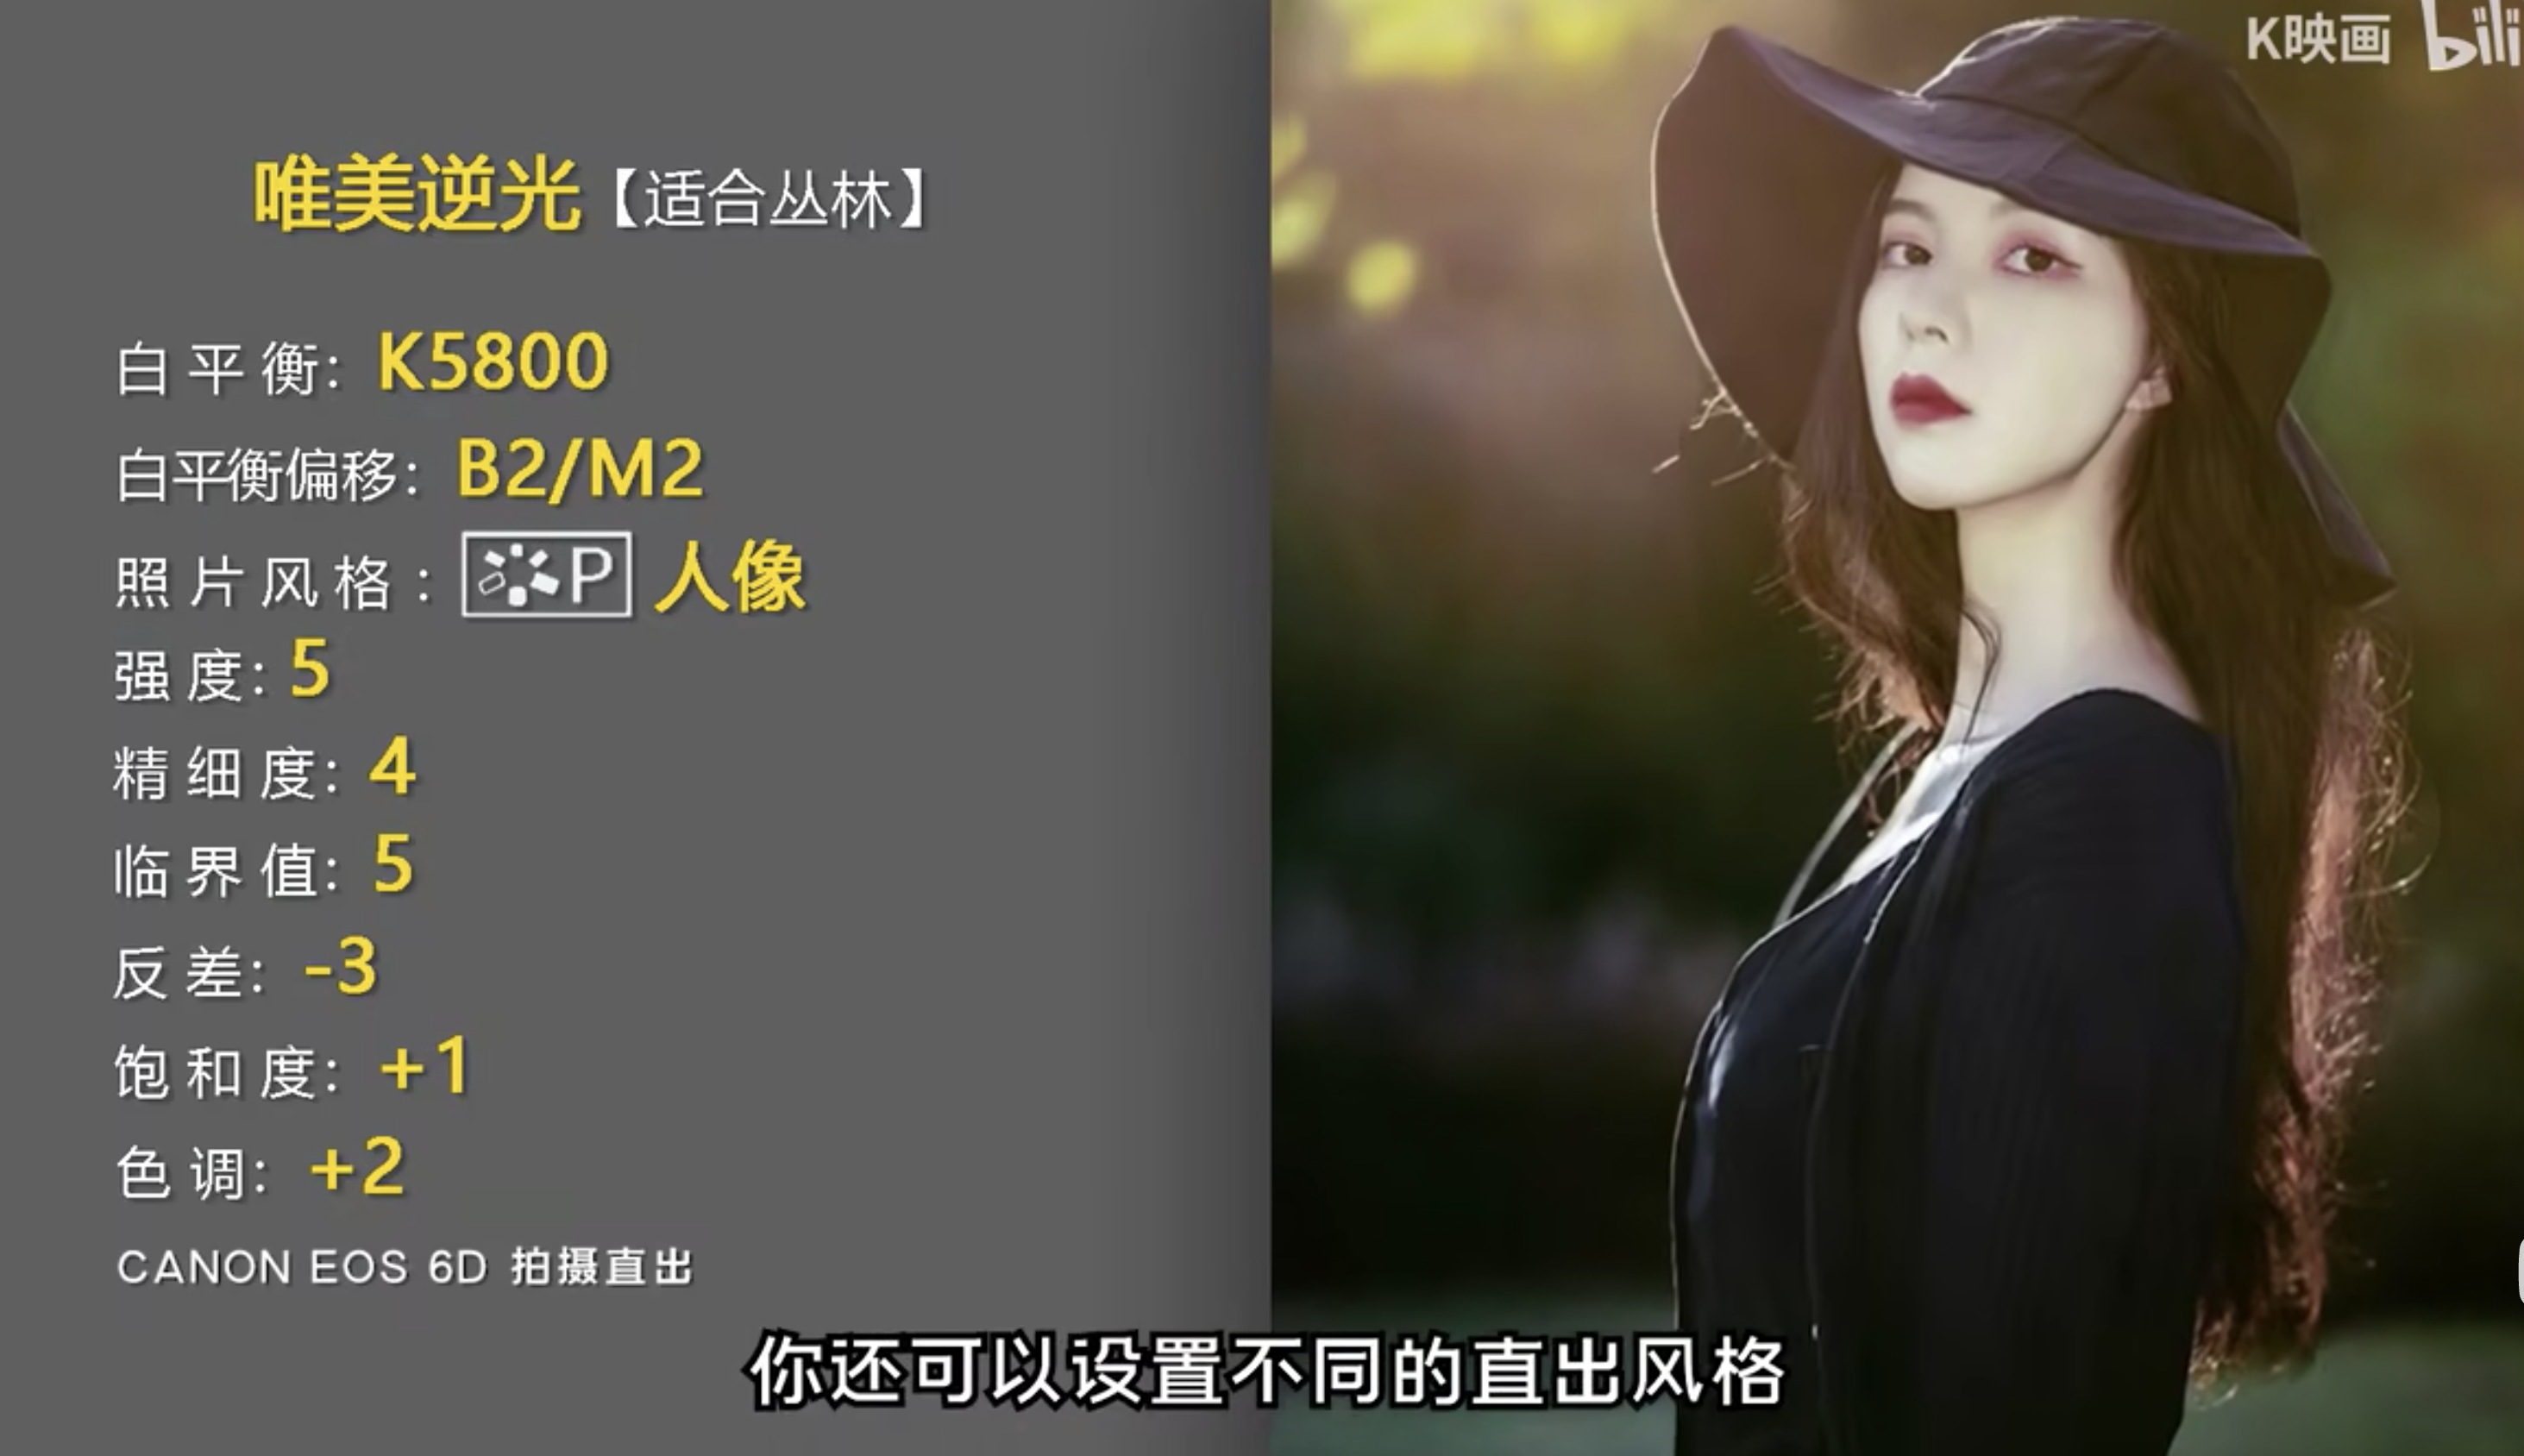 K映画 bili
唯美逆光【适合丛林】
白平衡：K5800
白平衡偏移：B2/M2
照片风格：P 人像
强度：5
精细度：4
临界值：5
反差：-3
饱和度：+1
色调：+2
CANON EOS 6D 拍摄直出
你还可以设置不同的直出风格